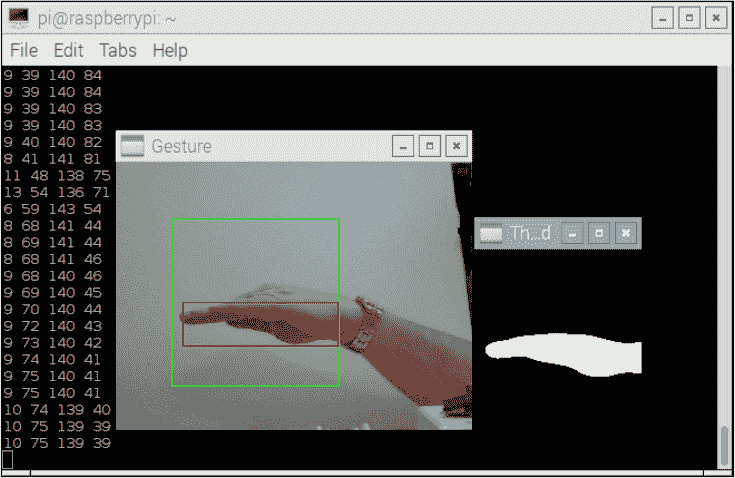 pi@raspberrypi: ~
File Edit Tabs Help
9 39 140 84
9 39 140 84
9 39 140 83
9 39 140 83
9 40 140 82
8 41 141 81
11 48 138 75
13 54 136 71
6 59 143 54
8 68 141 44
8 69 141 44
8 68 141 46
9 68 140 46
9 69 140 45
9 70 140 44
9 72 140 43
9 73 140 42
9 74 140 41
9 75 140 41
9 75 140 41
10 74 139 40
10 75 139 39
10 75 139 39
Gesture
Th...d